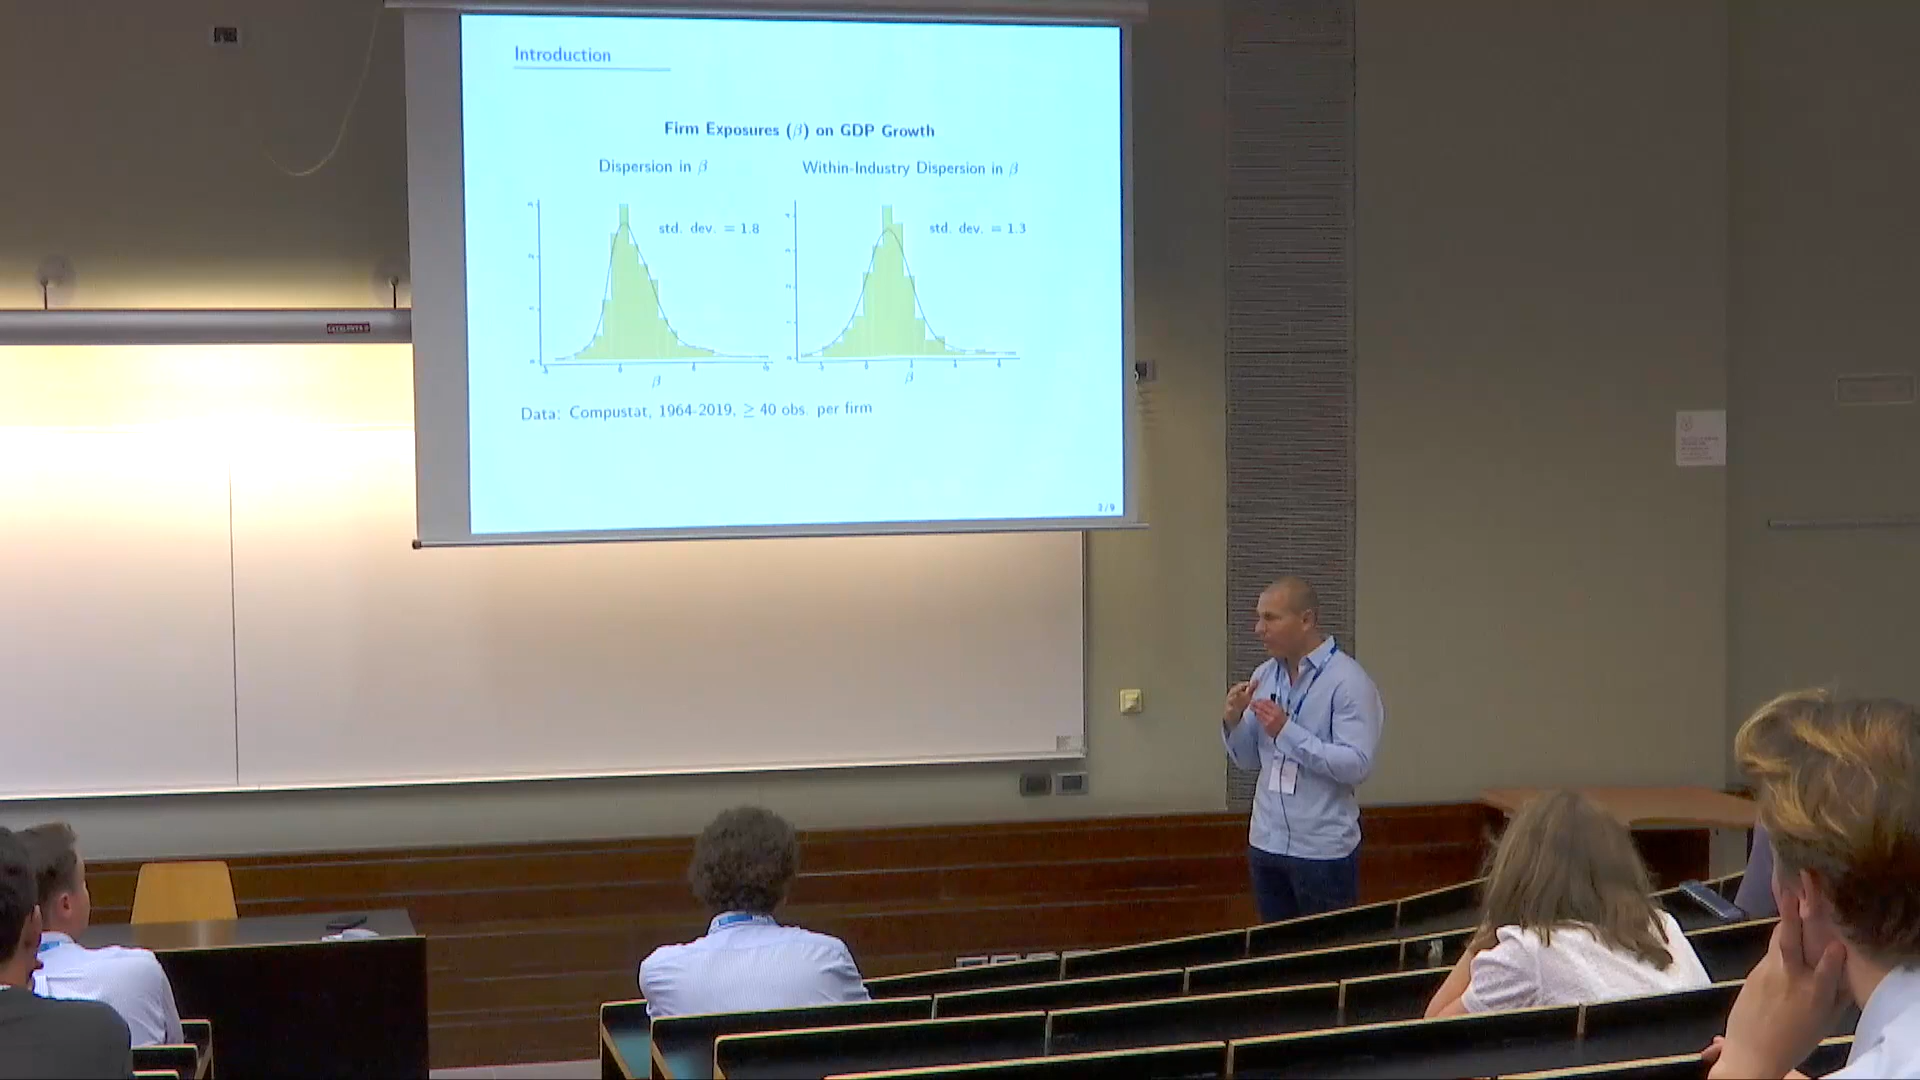 Introduction
Firm Exposures (β) on GDP Growth
Dispersion in β
Within-Industry Dispersion in β
std. dev. = 1.8
std. dev. = 1.3
β
β
Data: Compustat, 1964-2019, ≥ 40 obs. per firm